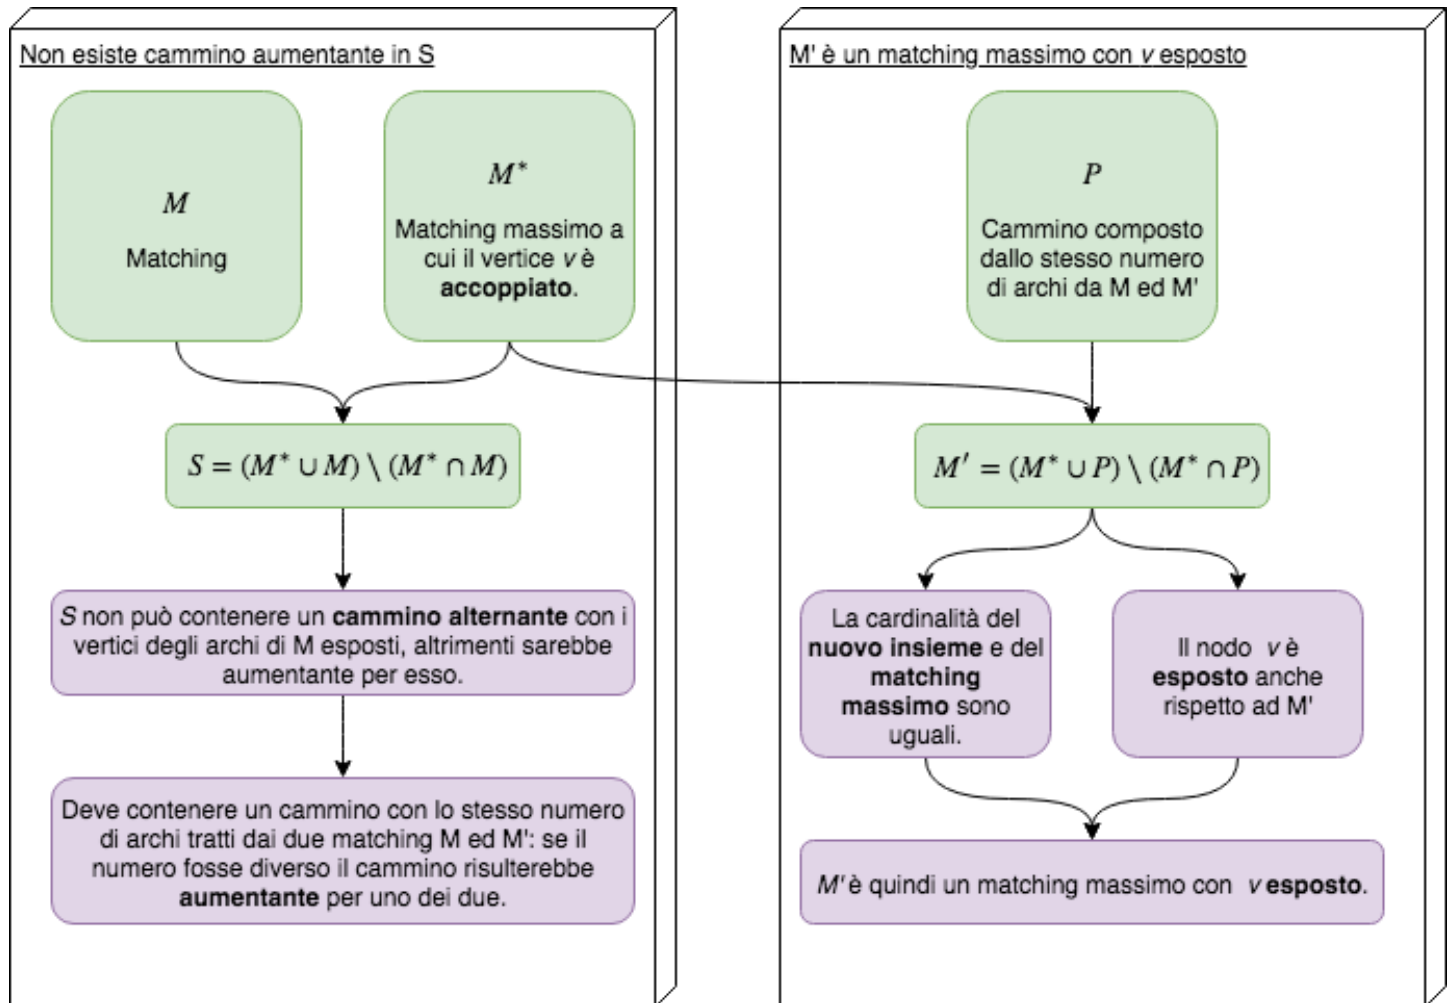 Non esiste cammino aumentante in S
M
Matching
M*
Matching massimo a
cui il vertice v è
accoppiato.
S = (M* ∪ M) \ (M* ∩ M)
S non può contenere un cammino alternante con i
vertici degli archi di M esposti, altrimenti sarebbe
aumentante per esso.
Deve contenere un cammino con lo stesso numero
di archi tratti dai due matching M ed M': se il
numero fosse diverso il cammino risulterebbe
aumentante per uno dei due.
M' è un matching massimo con v esposto
P
Cammino composto
dallo stesso numero
di archi da M ed M'
M′ = (M* ∪ P) \ (M* ∩ P)
La cardinalità del
nuovo insieme e del
matching
massimo sono
uguali.
Il nodo v è
esposto anche
rispetto ad M'
M' è quindi un matching massimo con v esposto.